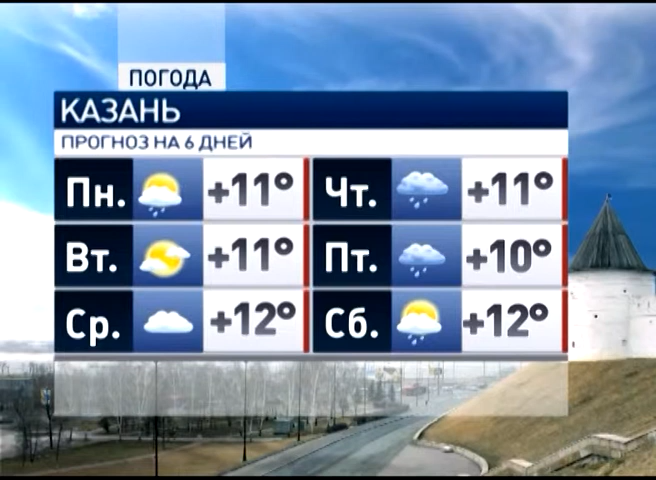 ПОГОДА
КАЗАНЬ
ПРОГНОЗ НА 6 ДНЕЙ
Пн. +11°
Вт. +11°
Ср. +12°
Чт. +11°
Пт. +10°
Сб. +12°